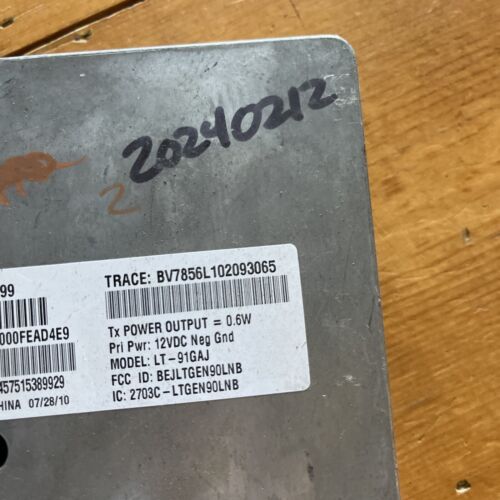 20240212
2
99
TRACE: BV7856L102093065
000FEAD4E9
Tx POWER OUTPUT = 0.6W
Pri Pwr: 12VDC Neg Gnd
MODEL: LT-91GAJ
457515389929
FCC ID: BEJLTGEN90LNB
HINA 07/28/10
IC: 2703C-LTGEN90LNB